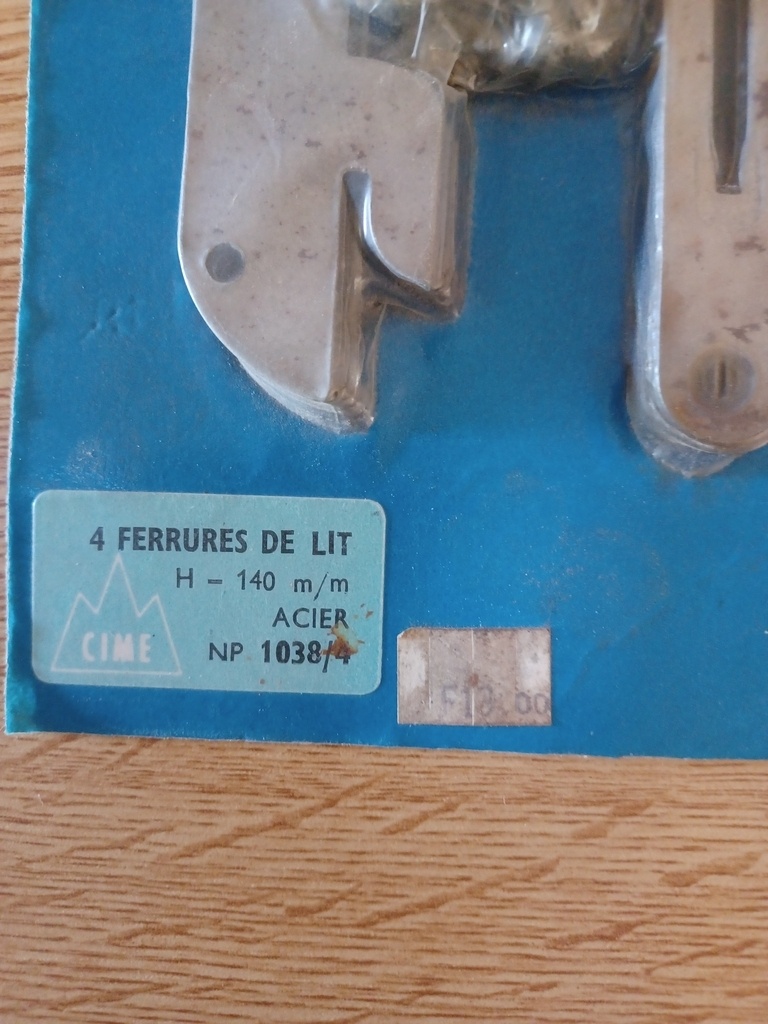 4 FERRURES DE LIT
H - 140 m/m
ACIER
CIME
NP 1038/4